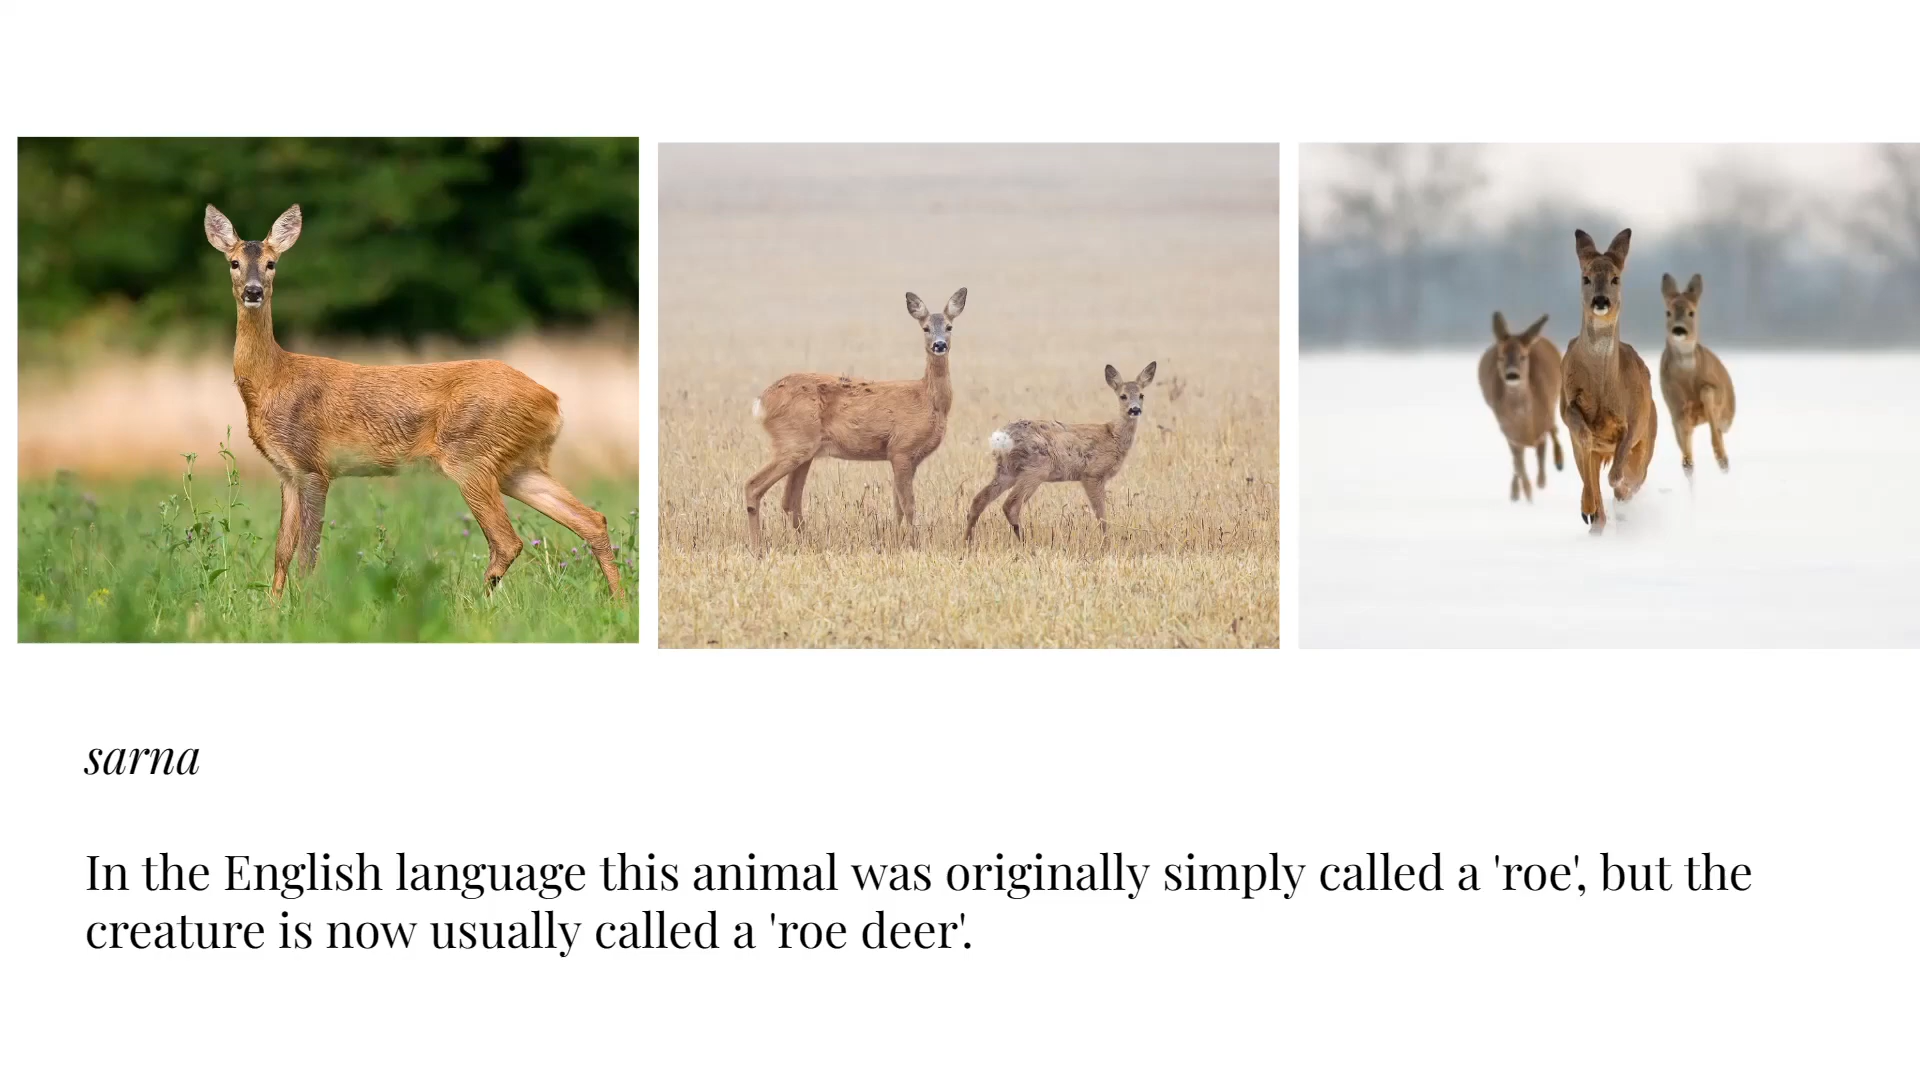 sarna
In the English language this animal was originally simply called a 'roe', but the
creature is now usually called a 'roe deer'.